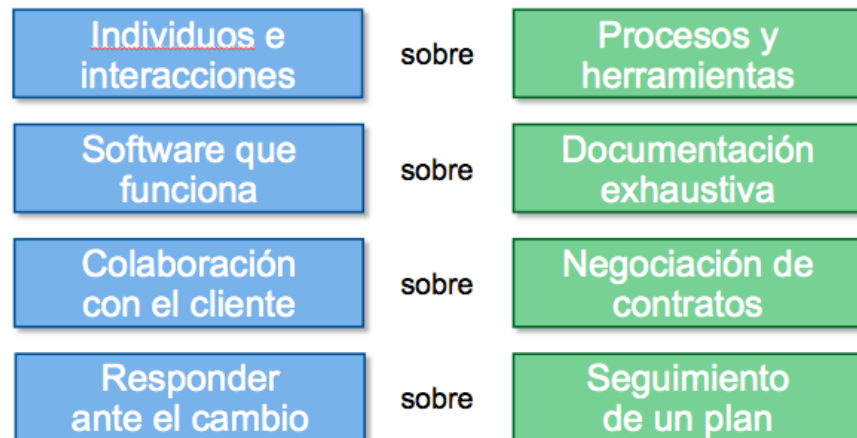 Individuos e
interacciones
sobre
Procesos y
herramientas
Software que
funciona
sobre
Documentación
exhaustiva
Colaboración
con el cliente
sobre
Negociación de
contratos
Responder
ante el cambio
sobre
Seguimiento
de un plan